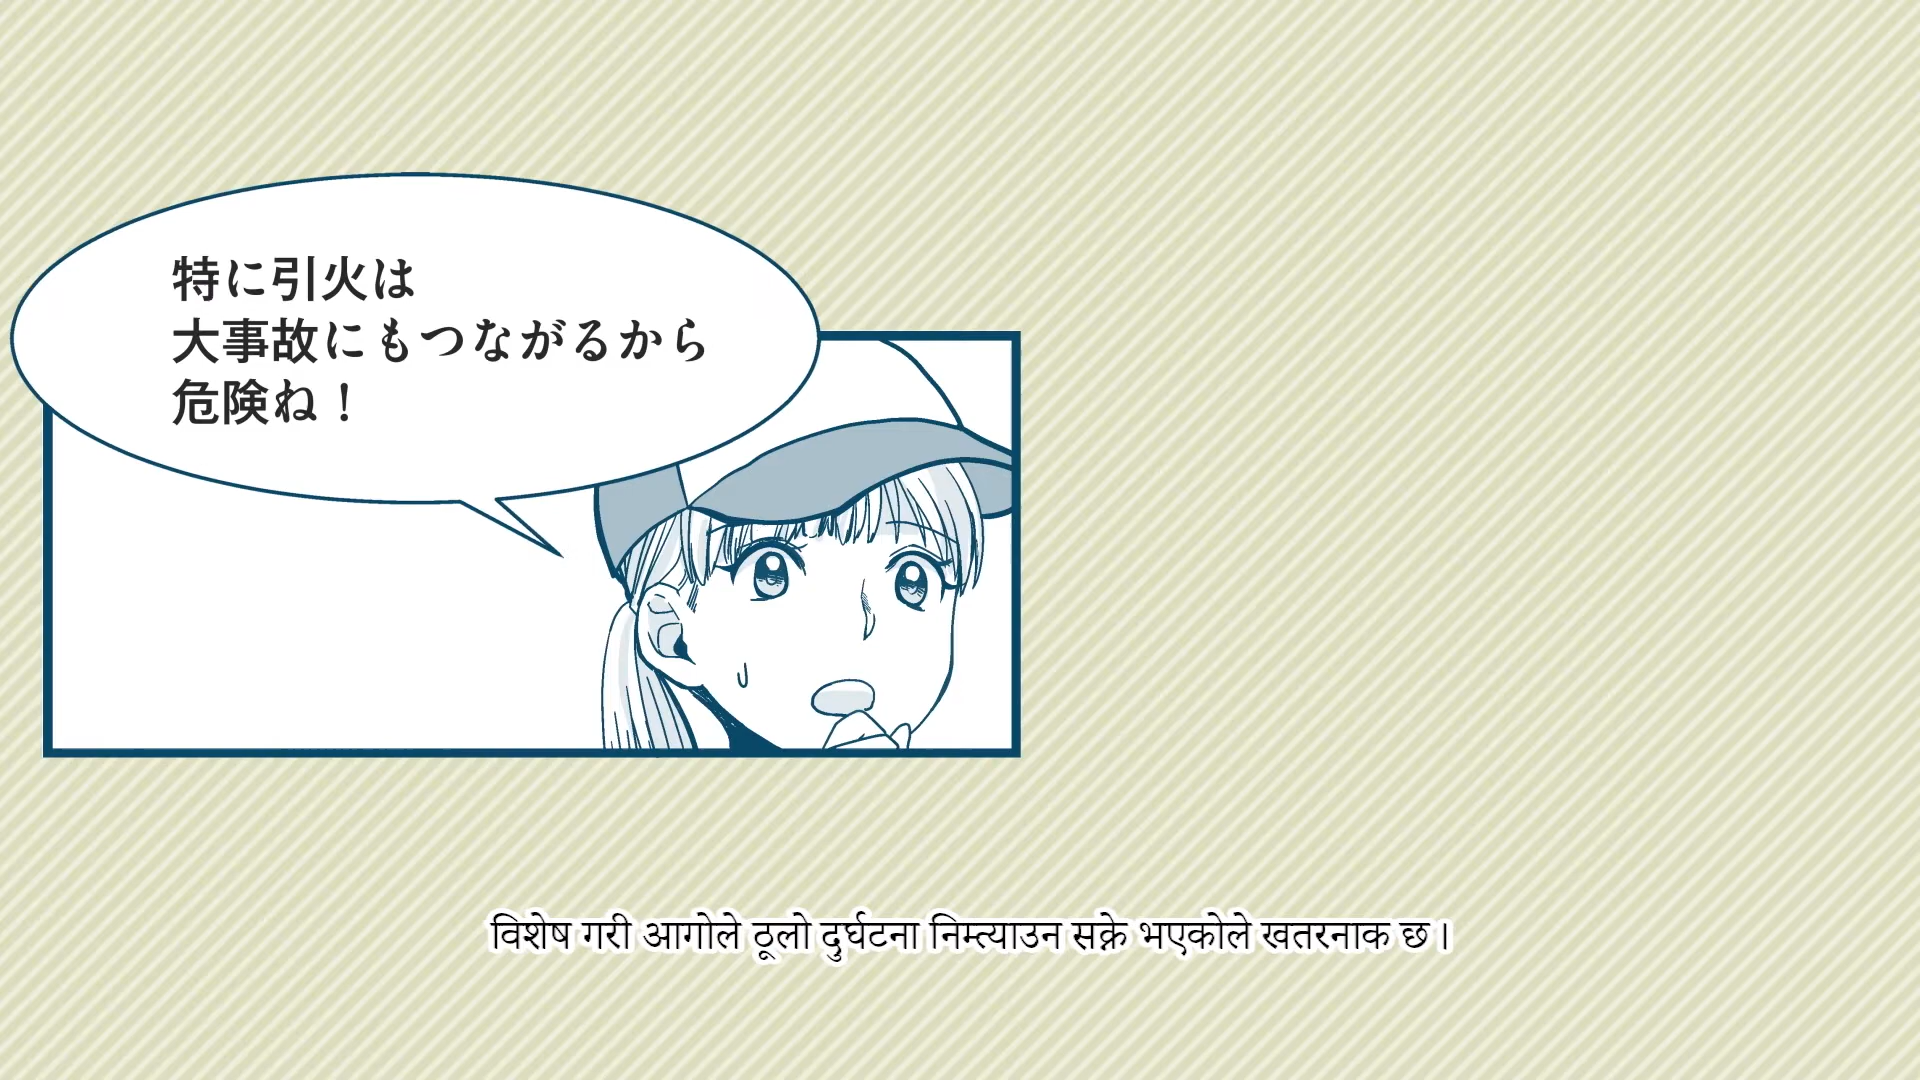 特に引火は
大事故にもつながるから
危険ね！
विशेष गरी आगोले ठूलो दुर्घटना निम्त्याउन सक्ने भएकोले खतरनाक छ।